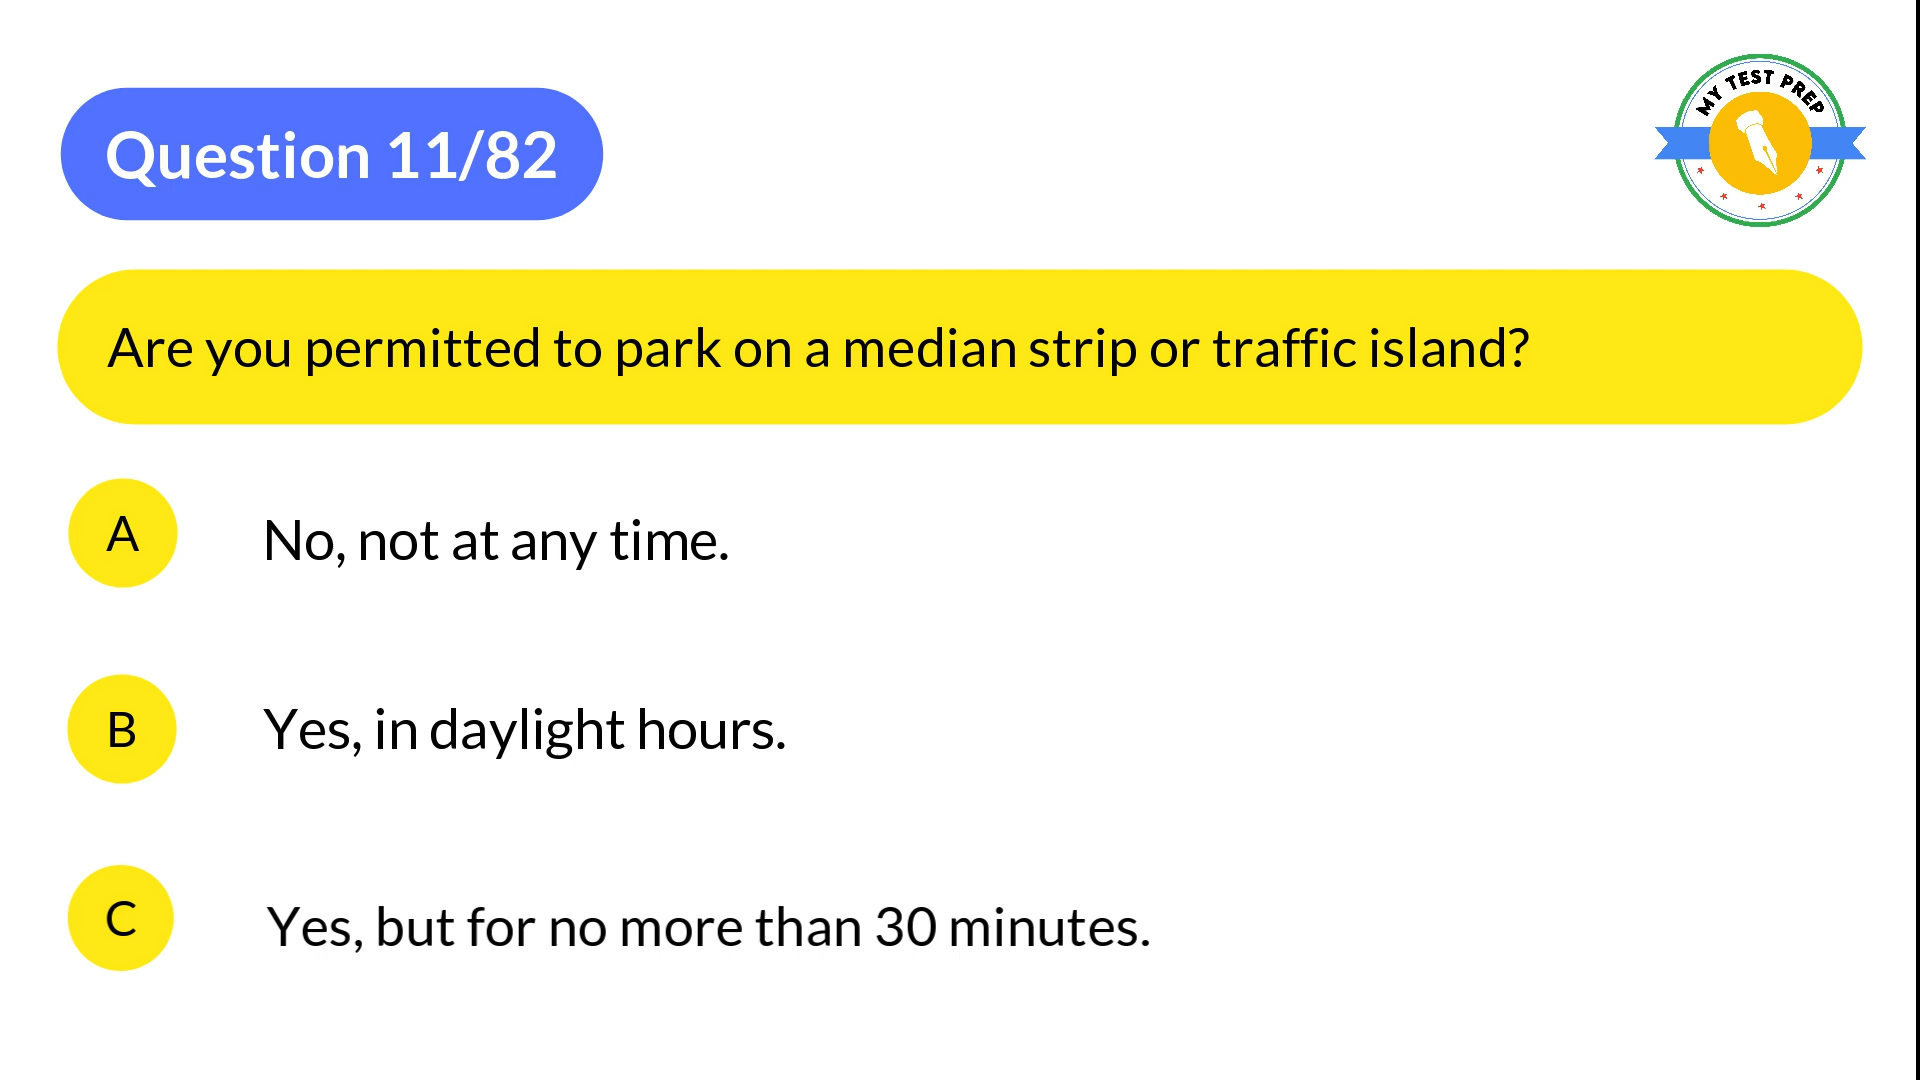 Question 11/82
MY TEST PREP
Are you permitted to park on a median strip or traffic island?
A
No, not at any time.
B
Yes, in daylight hours.
C
Yes, but for no more than 30 minutes.